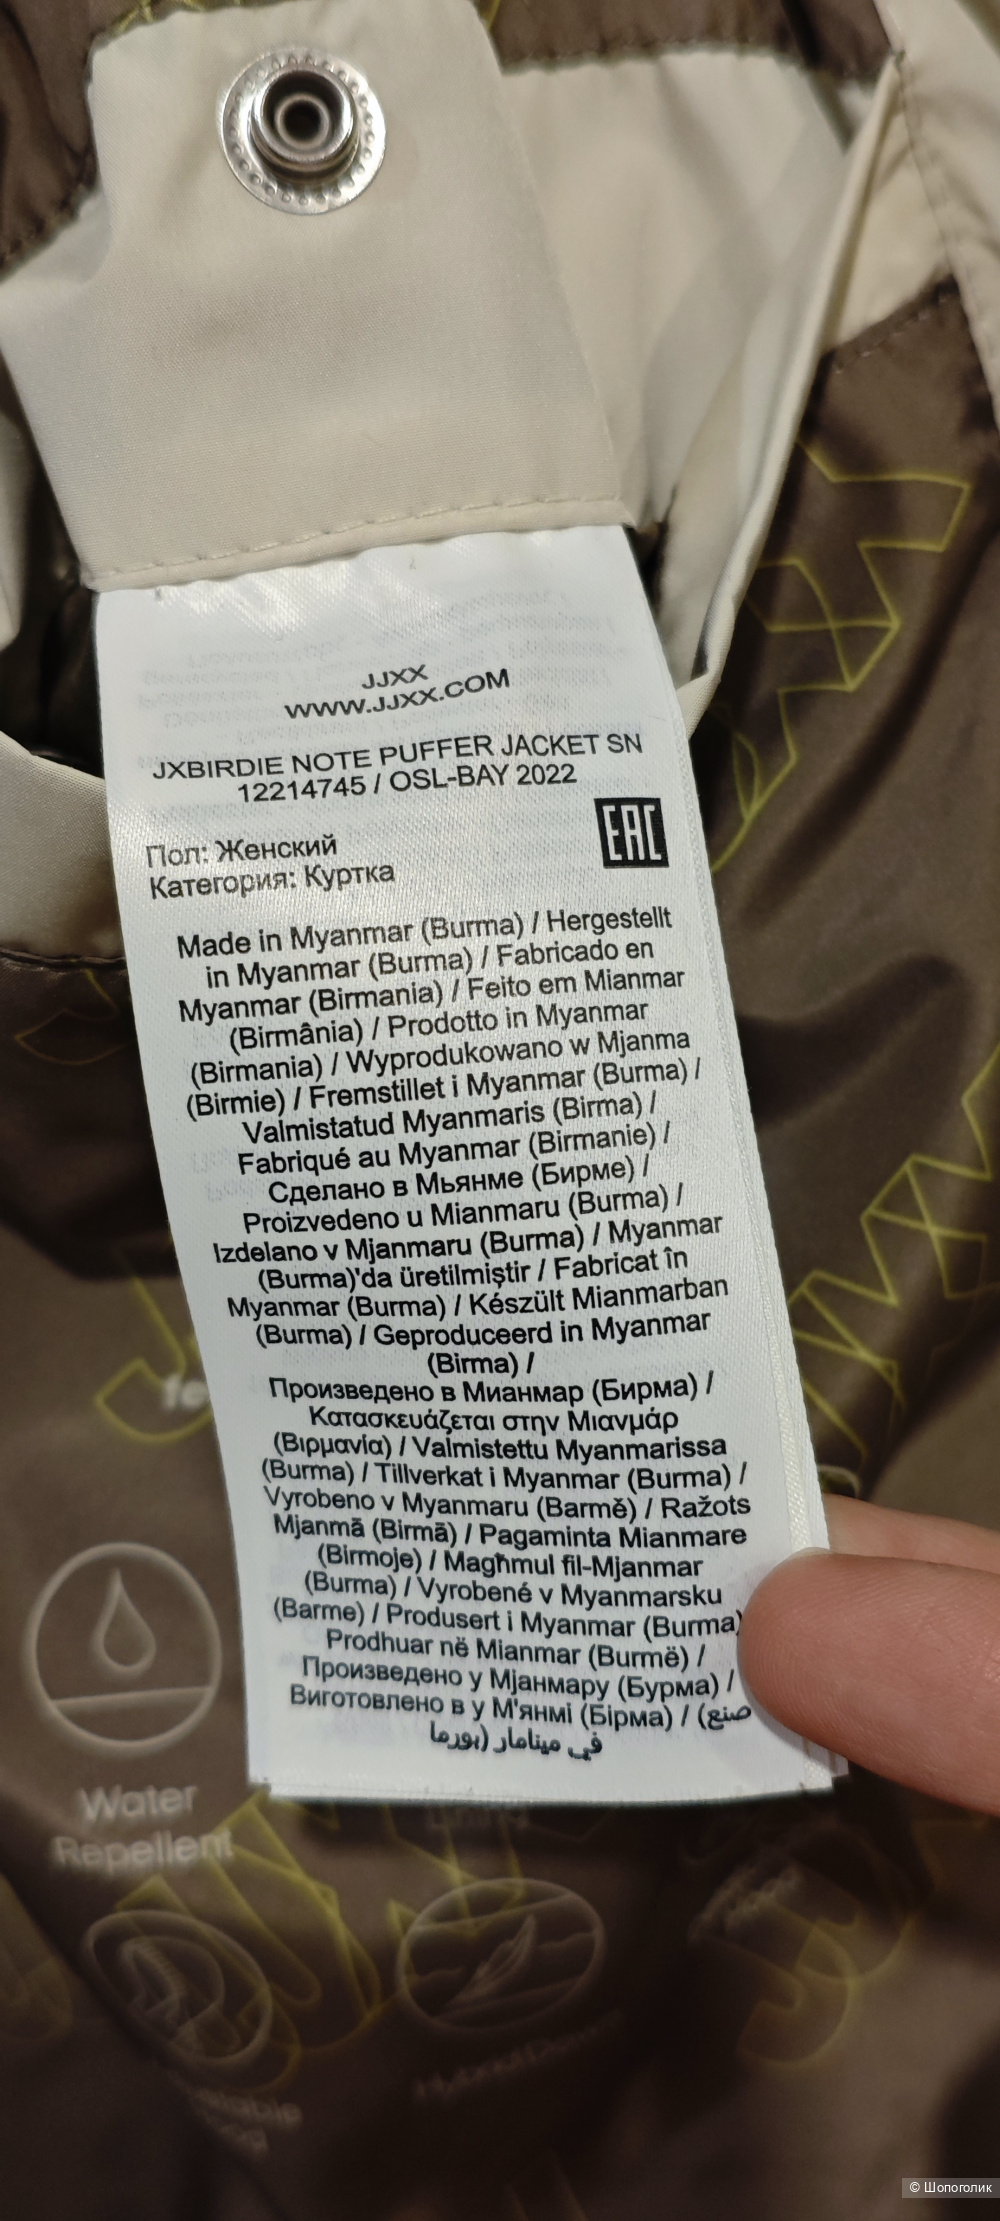 JJXX
WWW.JJXX.COM
JXBIRDIE NOTE PUFFER JACKET SN
12214745 / OSL-BAY 2022
EAC
Пол: Женский
Категория: Куртка
Made in Myanmar (Burma) / Hergestellt
in Myanmar (Burma) / Fabricado en
Myanmar (Birmania) / Feito em Mianmar
(Birmânia) / Prodotto in Myanmar
(Birmania) / Wyprodukowano w Mjanma
(Birmie) / Fremstillet i Myanmar (Burma) /
Valmistatud Myanmaris (Birma) /
Fabriqué au Myanmar (Birmanie) /
Сделано в Мьянме (Бирме) /
Proizvedeno u Mianmaru (Burma) /
Izdelano v Mjanmaru (Burma) / Myanmar
(Burma)'da üretilmiştir / Fabricat în
Myanmar (Burma) / Készült Mianmarban
(Burma) / Geproduceerd in Myanmar
(Birma) /
Произведено в Мианмар (Бирма) /
Κατασκευάζεται στην Μιανμάρ
(Βιρμανία) / Valmistettu Myanmarissa
(Burma) / Tillverkat i Myanmar (Burma) /
Vyrobeno v Myanmaru (Barmě) / Ražots
Mjanmā (Birmā) / Pagaminta Mianmare
(Birmoje) / Magħmul fil-Mjanmar
(Burma) / Vyrobené v Myanmarsku
(Barme) / Produsert i Myanmar (Burma)
Prodhuar në Mianmar (Burmë) /
Произведено у Мјанмару (Бурма) /
Виготовлено в у М'янмі (Бірма) / (صنع
في مينامار (بورما
Water
Repellent
© Шопоголик